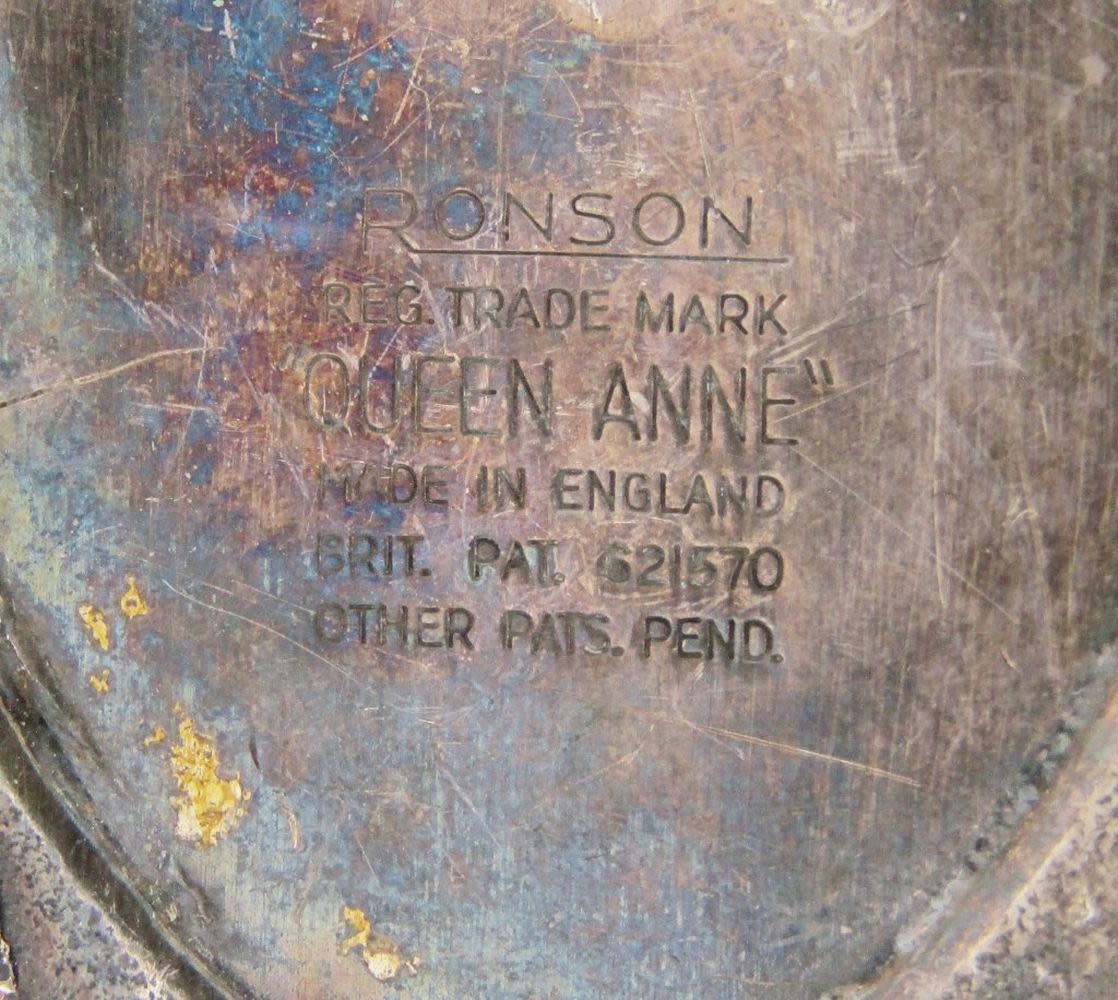 RONSON
REG. TRADE MARK
"QUEEN ANNE"
MADE IN ENGLAND
BRIT. PAT. 621570
OTHER PATS. PEND.